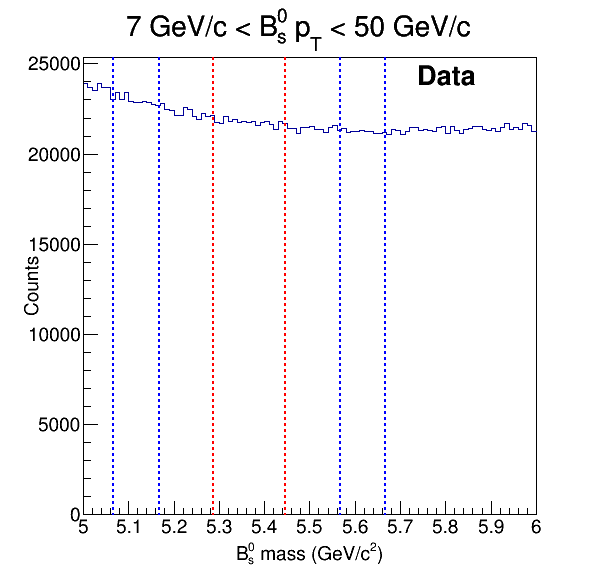 7 GeV/c < B⁰ₛ p_T < 50 GeV/c
Data
25000
20000
15000
10000
5000
0
Counts
5 5.1 5.2 5.3 5.4 5.5 5.6 5.7 5.8 5.9 6
B⁰ₛ mass (GeV/c²)